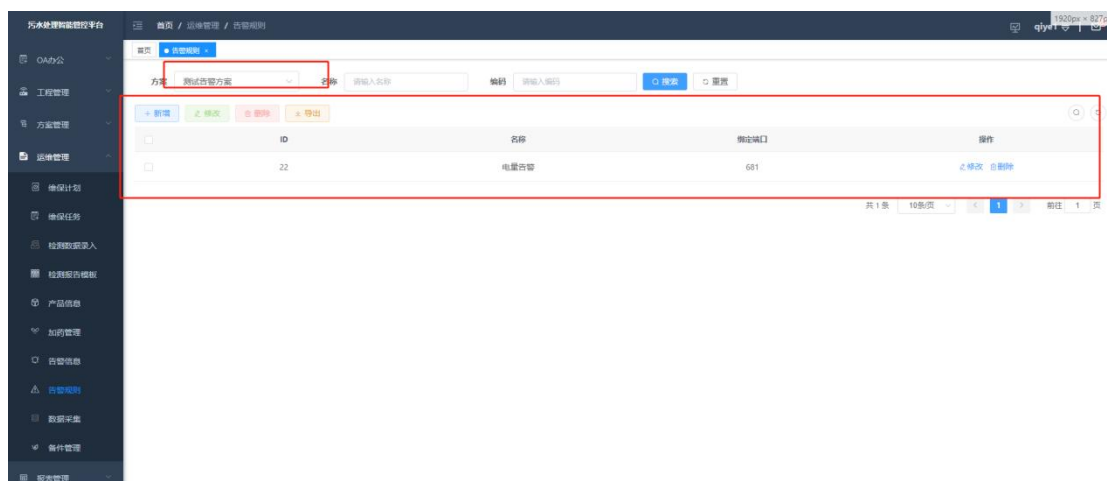 污水处理智能管控平台
首页 / 运维管理 / 告警规则
1920px × 827p
qiye1
首页 告警规则 ×
OA办公
工程管理
方案管理
运维管理
维保计划
维保任务
检测数据录入
检测报告模板
产品信息
加药管理
告警信息
告警规则
数据采集
备件管理
报表管理
方案 测试告警方案 名称 请输入名称 编码 请输入编码 搜索 重置
+ 新增 修改 删除 导出
ID 名称 绑定端口 操作
22 电量告警 681 修改 删除
共 1 条 10条/页 < 1 > 前往 1 页